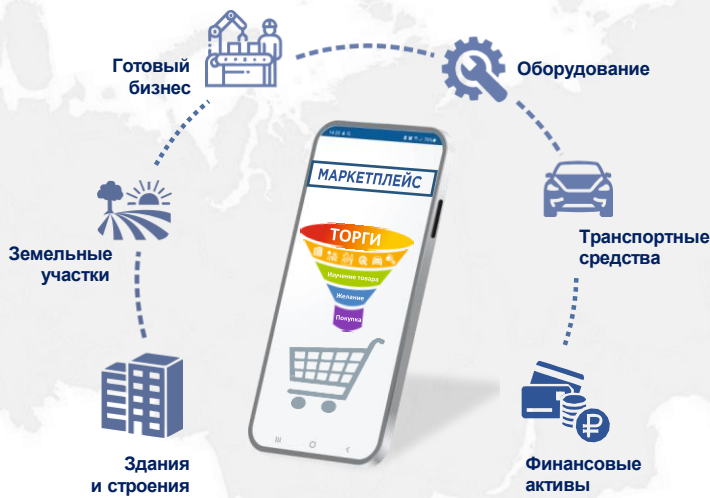 Готовый
бизнес
Оборудование
МАРКЕТПЛЕЙС
ТОРГИ
Изучение товара
Желание
Покупка
Земельные
участки
Транспортные
средства
Здания
и строения
Финансовые
активы